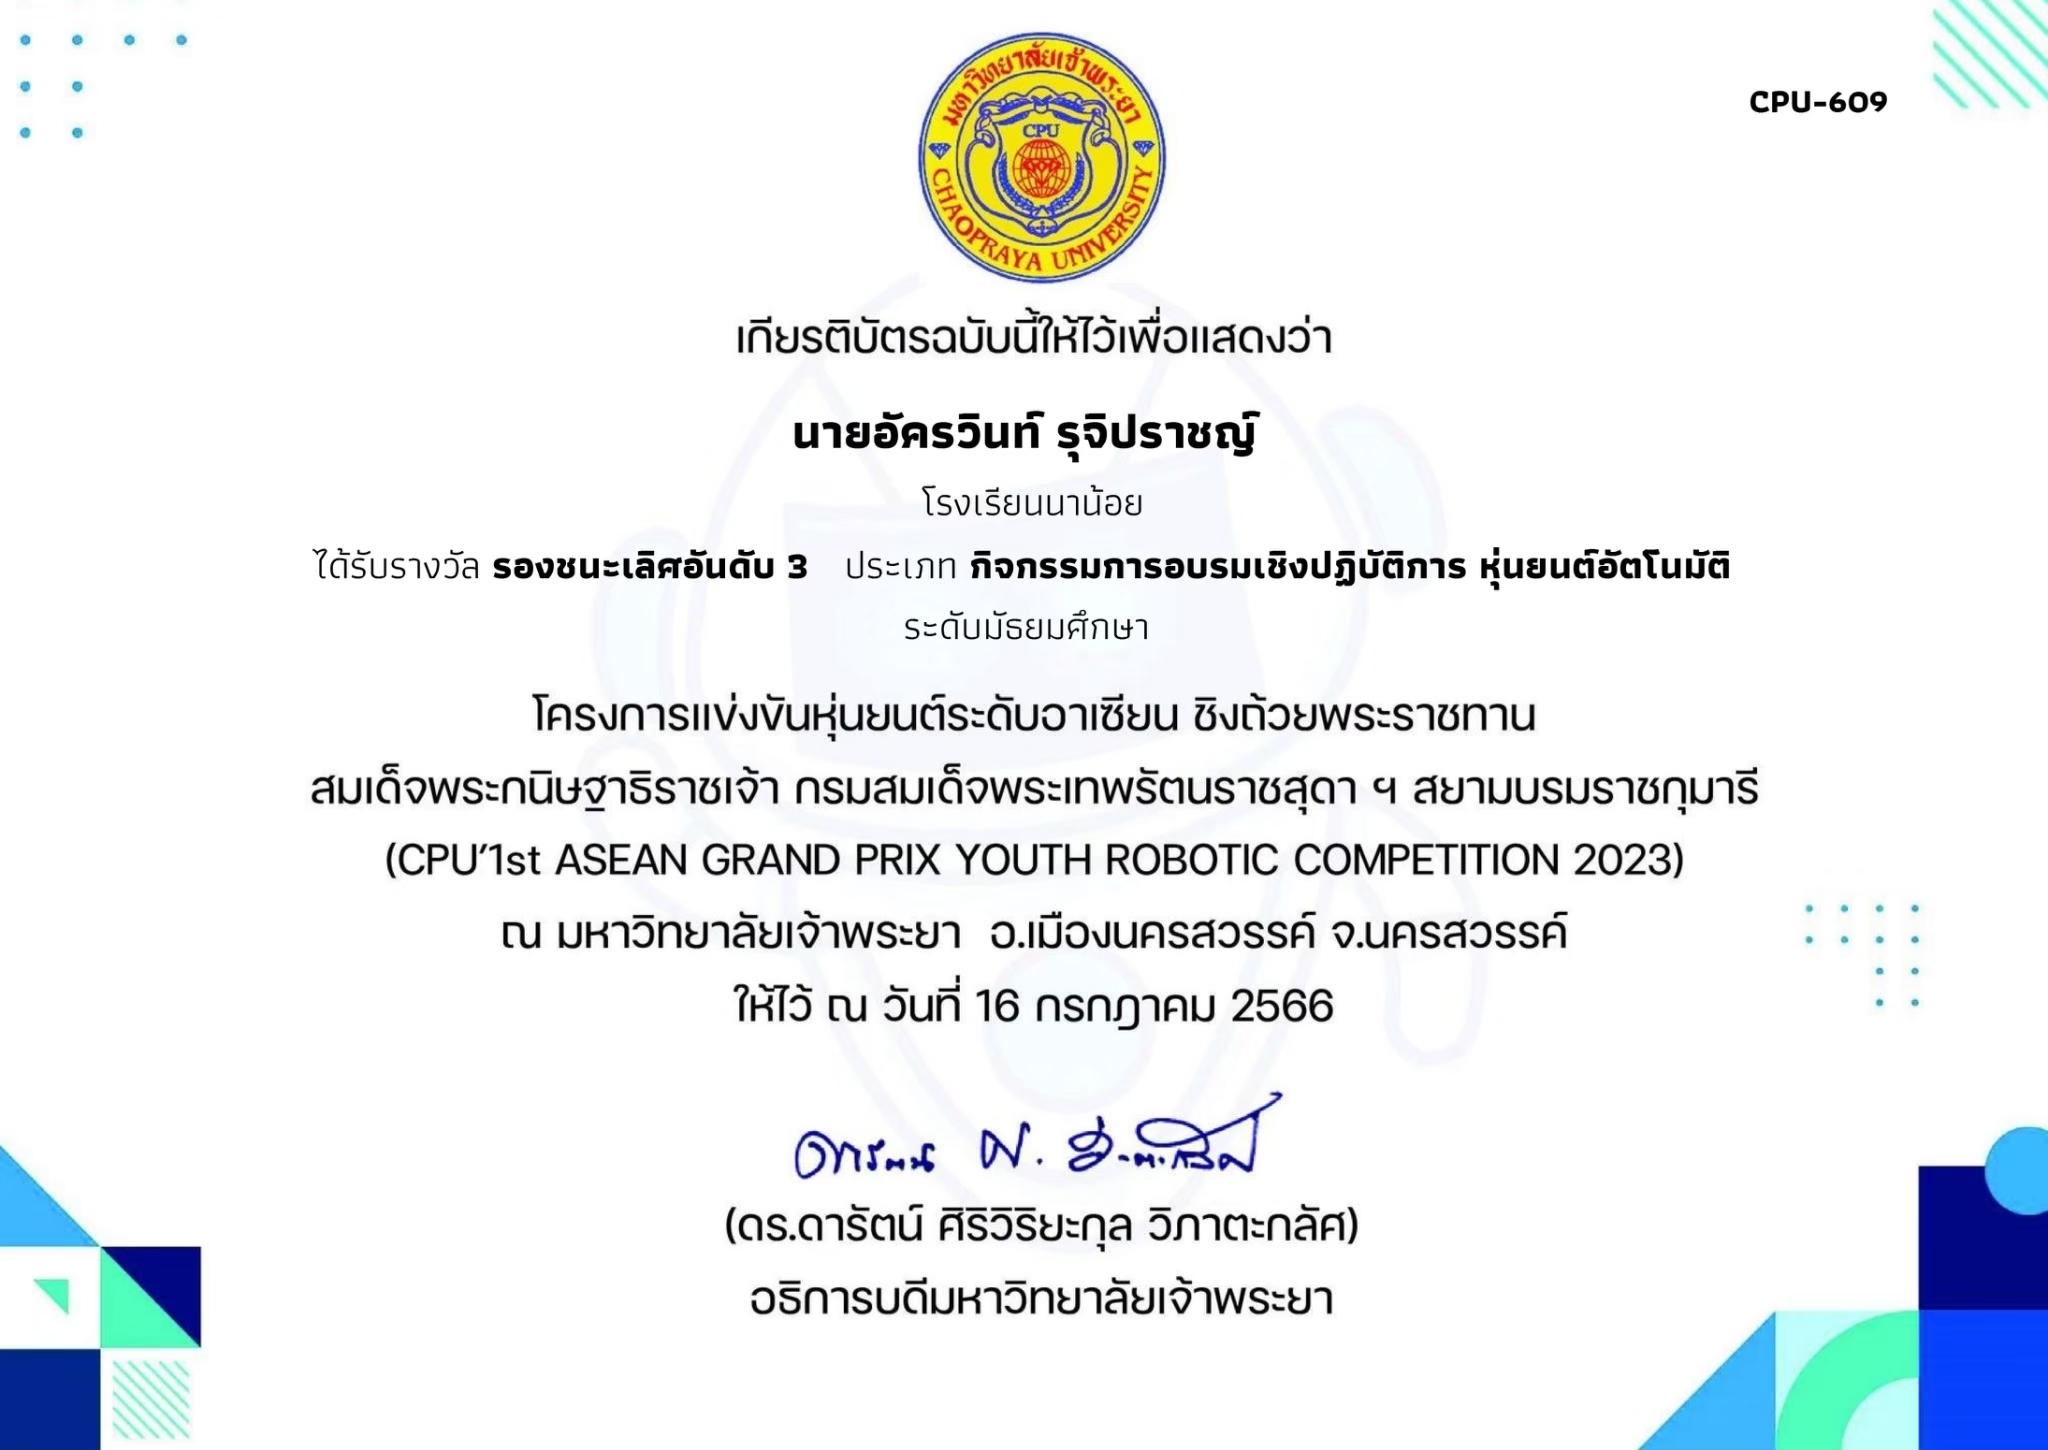 มหาวิทยาลัยเจ้าพระยา
CPU
CHAOPRAYA UNIVERSITY
CPU-609
เกียรติบัตรฉบับนี้ให้ไว้เพื่อแสดงว่า
นายอัครวินท์ รุจิปราชญ์
โรงเรียนนาน้อย
ได้รับรางวัล รองชนะเลิศอันดับ 3 ประเภท กิจกรรมการอบรมเชิงปฏิบัติการ หุ่นยนต์อัตโนมัติ
ระดับมัธยมศึกษา
โครงการแข่งขันหุ่นยนต์ระดับอาเซียน ชิงถ้วยพระราชทาน
สมเด็จพระกนิษฐาธิราชเจ้า กรมสมเด็จพระเทพรัตนราชสุดา ฯ สยามบรมราชกุมารี
(CPU'1st ASEAN GRAND PRIX YOUTH ROBOTIC COMPETITION 2023)
ณ มหาวิทยาลัยเจ้าพระยา อ.เมืองนครสวรรค์ จ.นครสวรรค์
ให้ไว้ ณ วันที่ 16 กรกฎาคม 2566
(ดร.ดารัตน์ ศิริวิริยะกุล วิภาตะกลัศ)
อธิการบดีมหาวิทยาลัยเจ้าพระยา